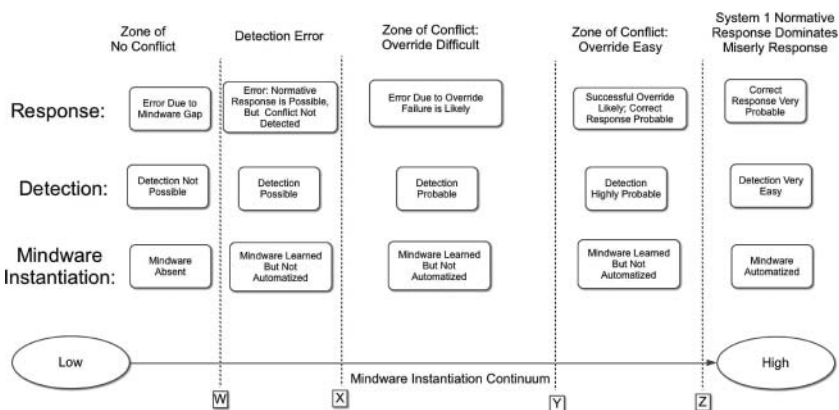 Zone of
No Conflict
Detection Error
Zone of Conflict:
Override Difficult
Zone of Conflict:
Override Easy
System 1 Normative
Response Dominates
Miserly Response
Response:
Error Due to
Mindware Gap
Error: Normative
Response is Possible,
But Conflict Not
Detected
Error Due to Override
Failure is Likely
Successful Override
Likely; Correct
Response Probable
Correct
Response Very
Probable
Detection:
Detection Not
Possible
Detection
Possible
Detection
Probable
Detection
Highly Probable
Detection Very
Easy
Mindware
Instantiation:
Mindware
Absent
Mindware Learned
But Not
Automatized
Mindware Learned
But Not
Automatized
Mindware Learned
But Not
Automatized
Mindware
Automatized
Low
Mindware Instantiation Continuum
High
W
X
Y
Z